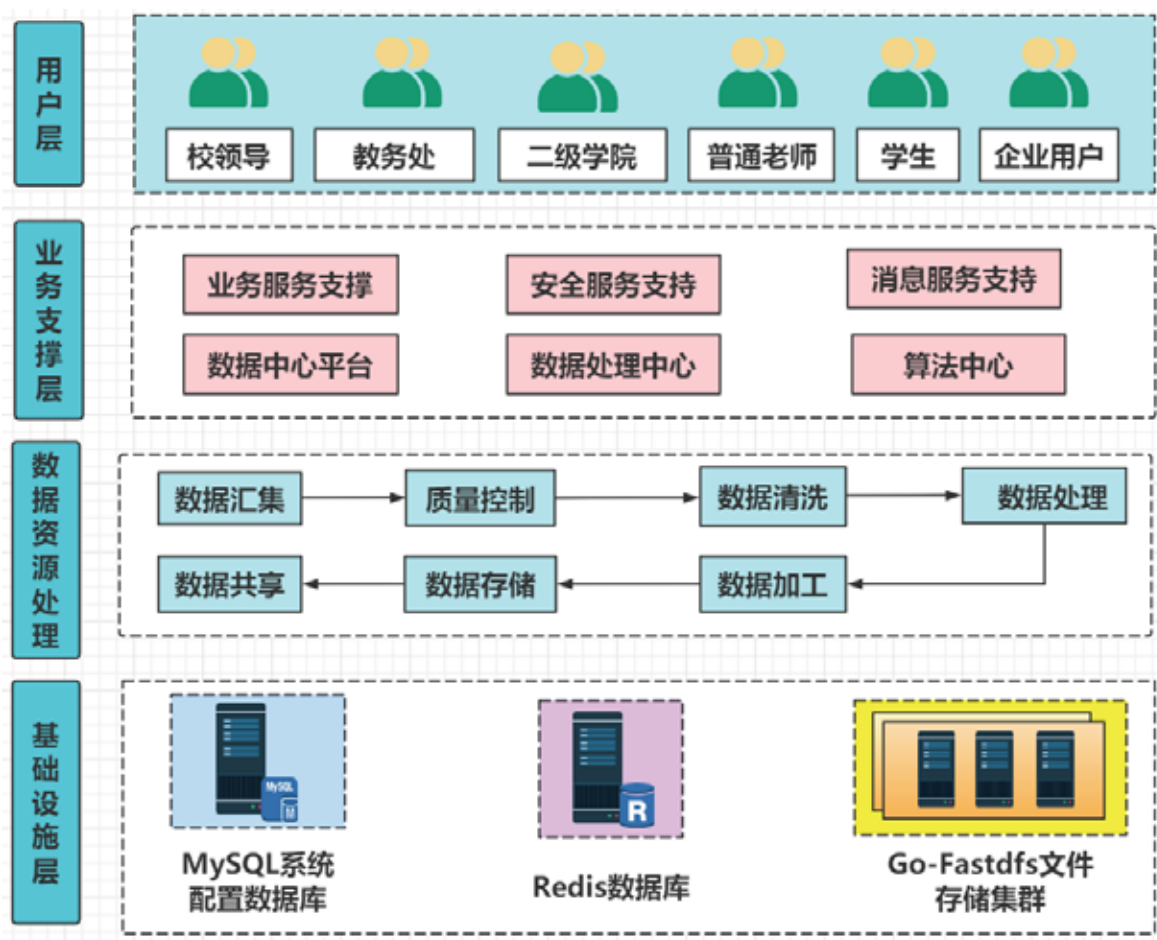 用户层
校领导
教务处
二级学院
普通老师
学生
企业用户
业务支撑层
业务服务支撑
安全服务支持
消息服务支持
数据中心平台
数据处理中心
算法中心
数据资源处理
数据汇集
质量控制
数据清洗
数据处理
数据共享
数据存储
数据加工
基础设施层
MySQL
M
R
MySQL系统
配置数据库
Redis数据库
Go-Fastdfs文件
存储集群